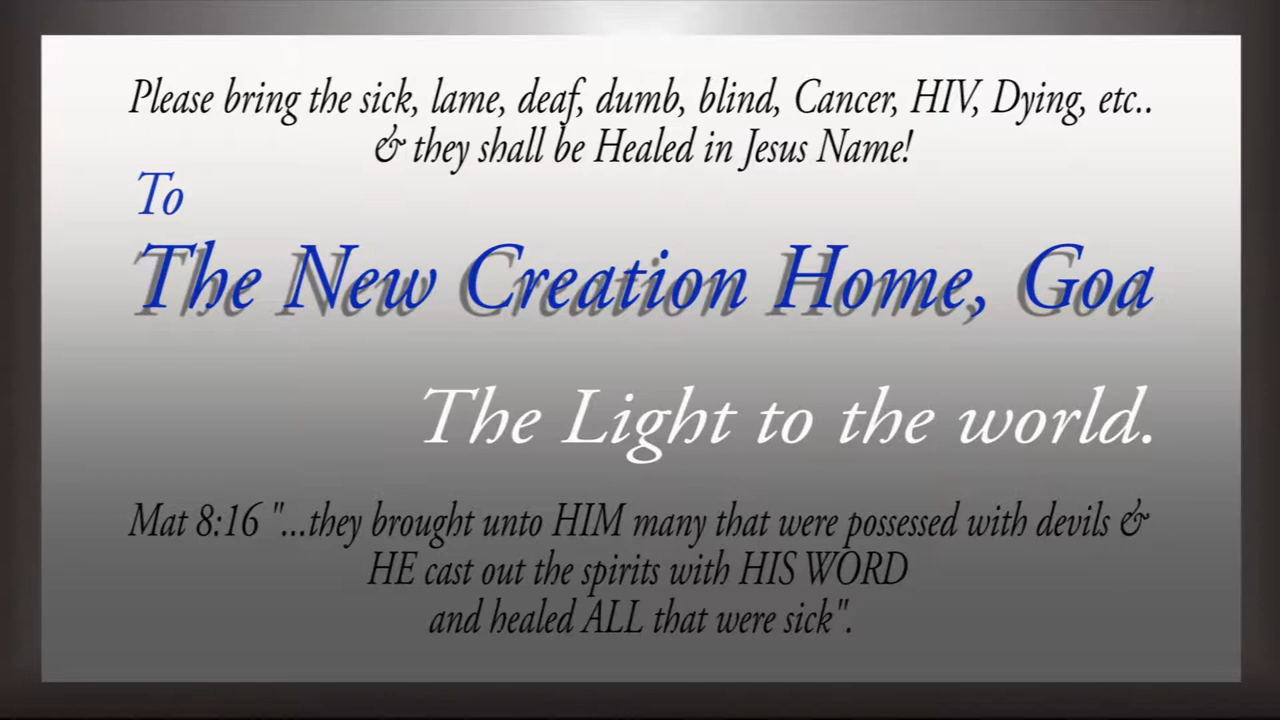 Please bring the sick, lame, deaf, dumb, blind, Cancer, HIV, Dying, etc..
& they shall be Healed in Jesus Name!
To
The New Creation Home, Goa
The Light to the world.
Mat 8:16 "...they brought unto HIM many that were possessed with devils &
HE cast out the spirits with HIS WORD
and healed ALL that were sick".